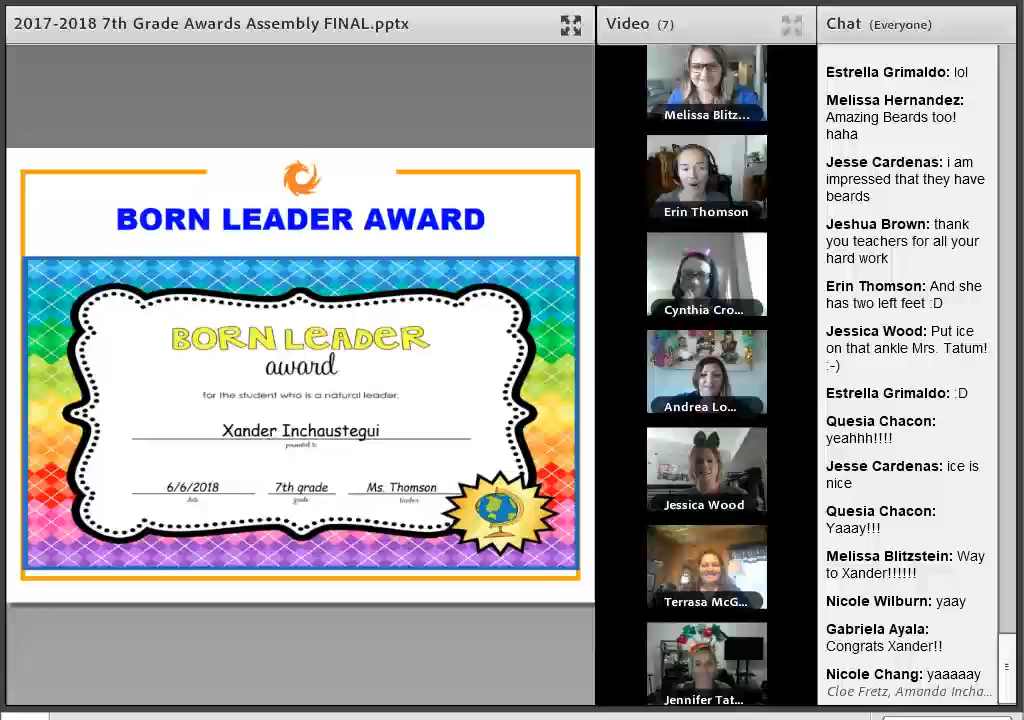 2017-2018 7th Grade Awards Assembly FINAL.pptx
BORN LEADER AWARD
BORN LEADER
award
for the student who is a natural leader.
Xander Inchaustegui
presented to
6/6/2018
7th grade
Ms. Thomson
date
grade
teacher
Video (7)
Melissa Blitz...
Erin Thomson
Cynthia Cro...
Andrea Lo...
Jessica Wood
Terrasa McG...
Jennifer Tat...
Chat (Everyone)
Estrella Grimaldo: lol
Melissa Hernandez:
Amazing Beards too!
haha
Jesse Cardenas: i am
impressed that they have
beards
Jeshua Brown: thank
you teachers for all your
hard work
Erin Thomson: And she
has two left feet :D
Jessica Wood: Put ice
on that ankle Mrs. Tatum!
:-)
Estrella Grimaldo: :D
Quesia Chacon:
yeahhh!!!!
Jesse Cardenas: ice is
nice
Quesia Chacon:
Yaaay!!!
Melissa Blitzstein: Way
to Xander!!!!!!
Nicole Wilburn: yaay
Gabriela Ayala:
Congrats Xander!!
Nicole Chang: yaaaaay
Cloe Fretz, Amanda Incha...